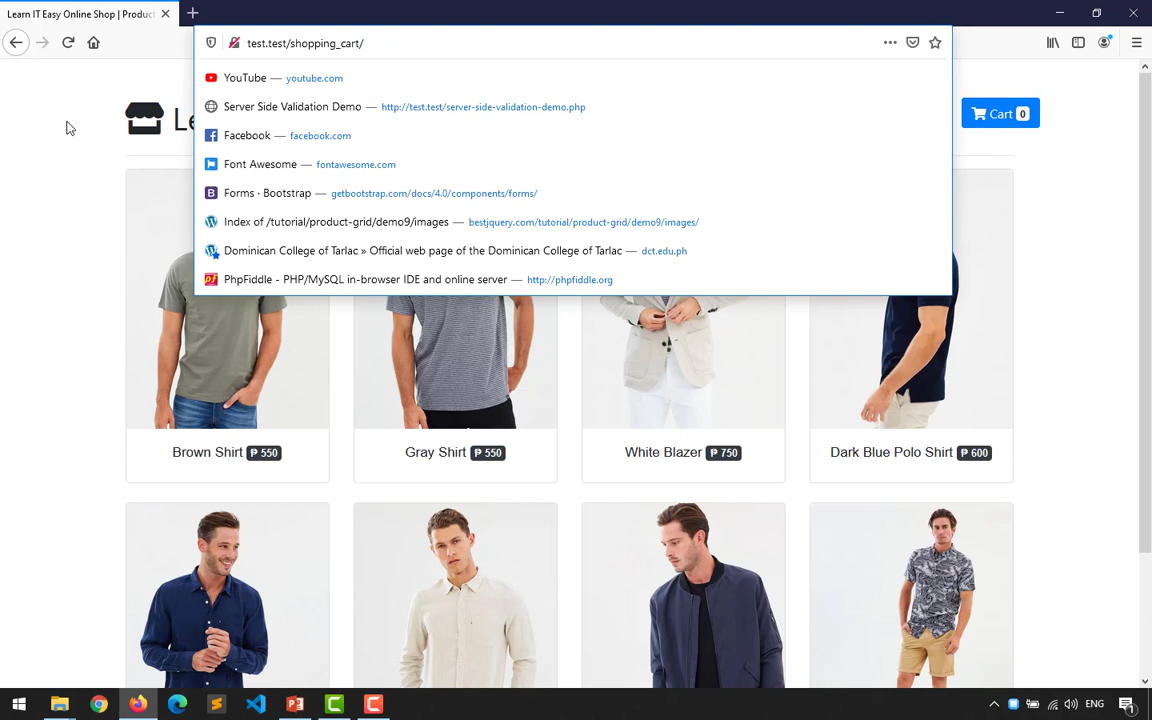 Learn IT Easy Online Shop | Product
test.test/shopping_cart/
YouTube — youtube.com
Server Side Validation Demo — http://test.test/server-side-validation-demo.php
Facebook — facebook.com
Font Awesome — fontawesome.com
Forms · Bootstrap — getbootstrap.com/docs/4.0/components/forms/
Index of /tutorial/product-grid/demo9/images — bestjquery.com/tutorial/product-grid/demo9/images/
Dominican College of Tarlac » Official web page of the Dominican College of Tarlac — dct.edu.ph
PhpFiddle - PHP/MySQL in-browser IDE and online server — http://phpfiddle.org
Le
Cart 0
Brown Shirt ₱ 550
Gray Shirt ₱ 550
White Blazer ₱ 750
Dark Blue Polo Shirt ₱ 600
ENG
1